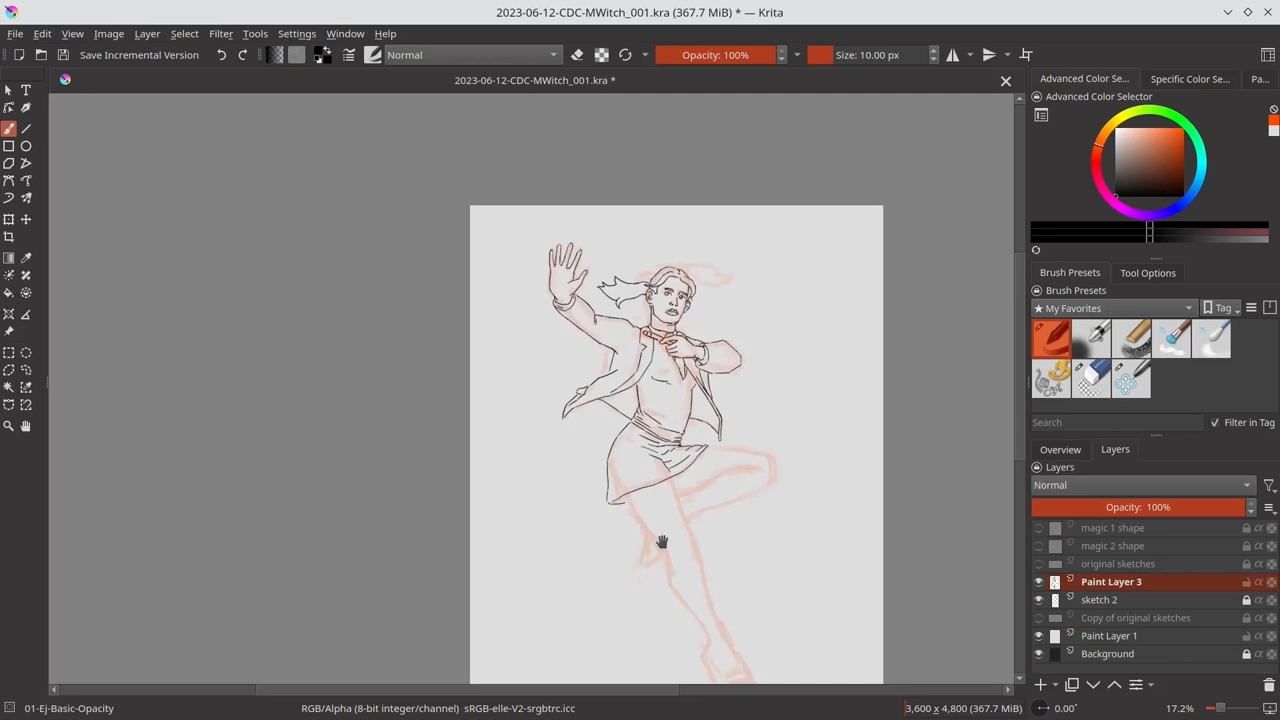 2023-06-12-CDC-MWitch_001.kra (367.7 MiB) * — Krita
File Edit View Image Layer Select Filter Tools Settings Window Help
Save Incremental Version Normal Opacity: 100% Size: 10.00 px
2023-06-12-CDC-MWitch_001.kra *
Advanced Color Se... Specific Color Se... Pa...
Advanced Color Selector
Brush Presets Tool Options
Brush Presets
★ My Favorites Tag
Search Filter in Tag
Overview Layers
Layers
Normal
Opacity: 100%
magic 1 shape
magic 2 shape
original sketches
Paint Layer 3
sketch 2
Copy of original sketches
Paint Layer 1
Background
01-Ej-Basic-Opacity RGB/Alpha (8-bit integer/channel) sRGB-elle-V2-srgbtrc.icc 3,600 x 4,800 (367.7 MiB) 0.00° 17.2%